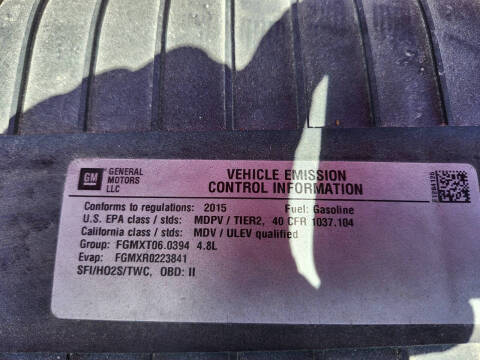 GM
GENERAL
MOTORS
LLC
VEHICLE EMISSION
CONTROL INFORMATION
Conforms to regulations: 2015 Fuel: Gasoline
U.S. EPA class / stds: MDPV / TIER2, 40 CFR 1037.104
California class / stds: MDV / ULEV qualified
Group: FGMXT06.0394 4.8L
Evap: FGMXR0223841
SFI/HO2S/TWC, OBD: II